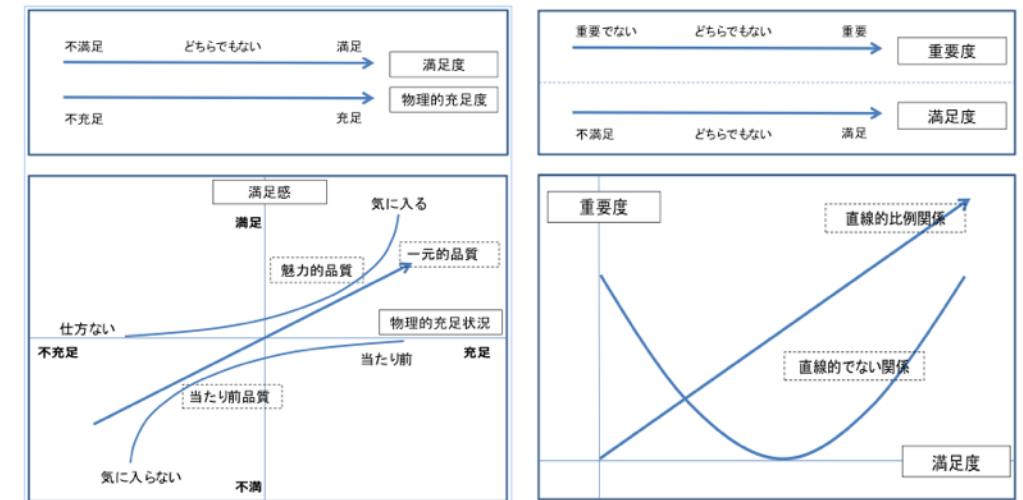 不満足 どちらでもない 満足
満足度
物理的充足度
不充足 充足
重要でない どちらでもない 重要
重要度
満足度
不満足 どちらでもない 満足
満足感
満足
気に入る
一元的品質
魅力的品質
仕方ない
物理的充足状況
不充足 充足
当たり前
当たり前品質
気に入らない
不満
重要度
直線的比例関係
直線的でない関係
満足度